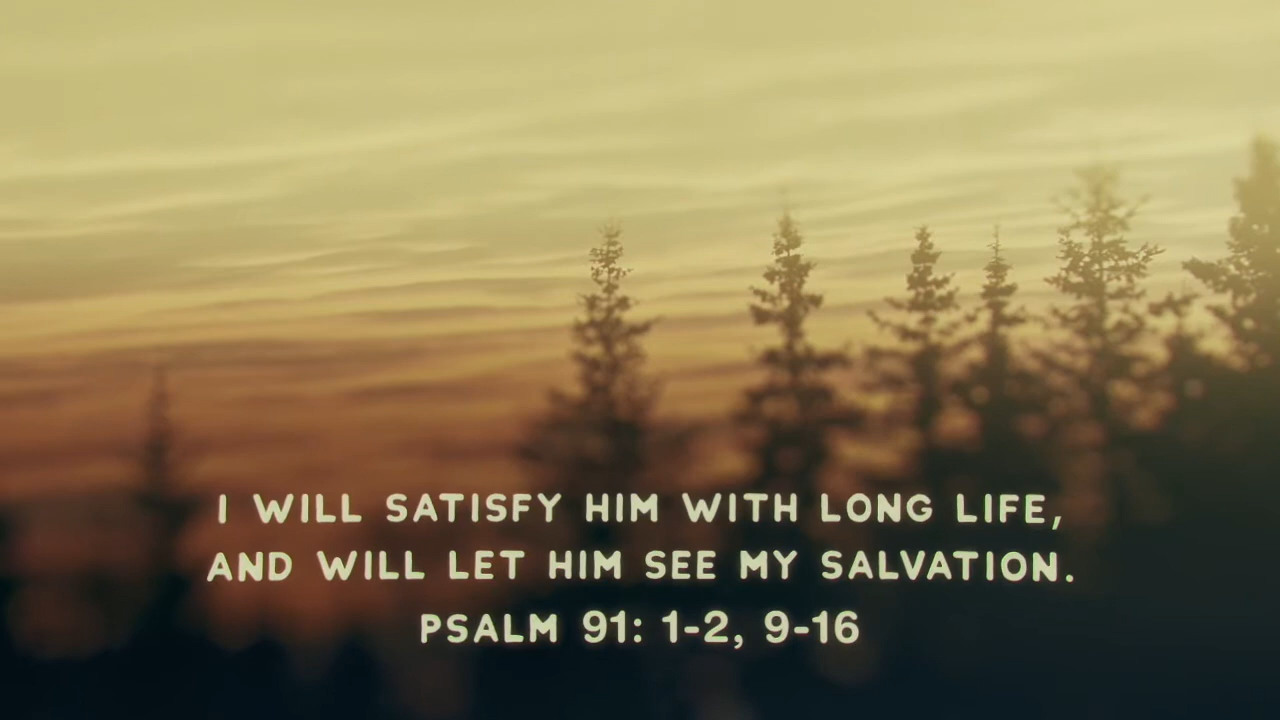 I WILL SATISFY HIM WITH LONG LIFE,
AND WILL LET HIM SEE MY SALVATION.
PSALM 91: 1-2, 9-16